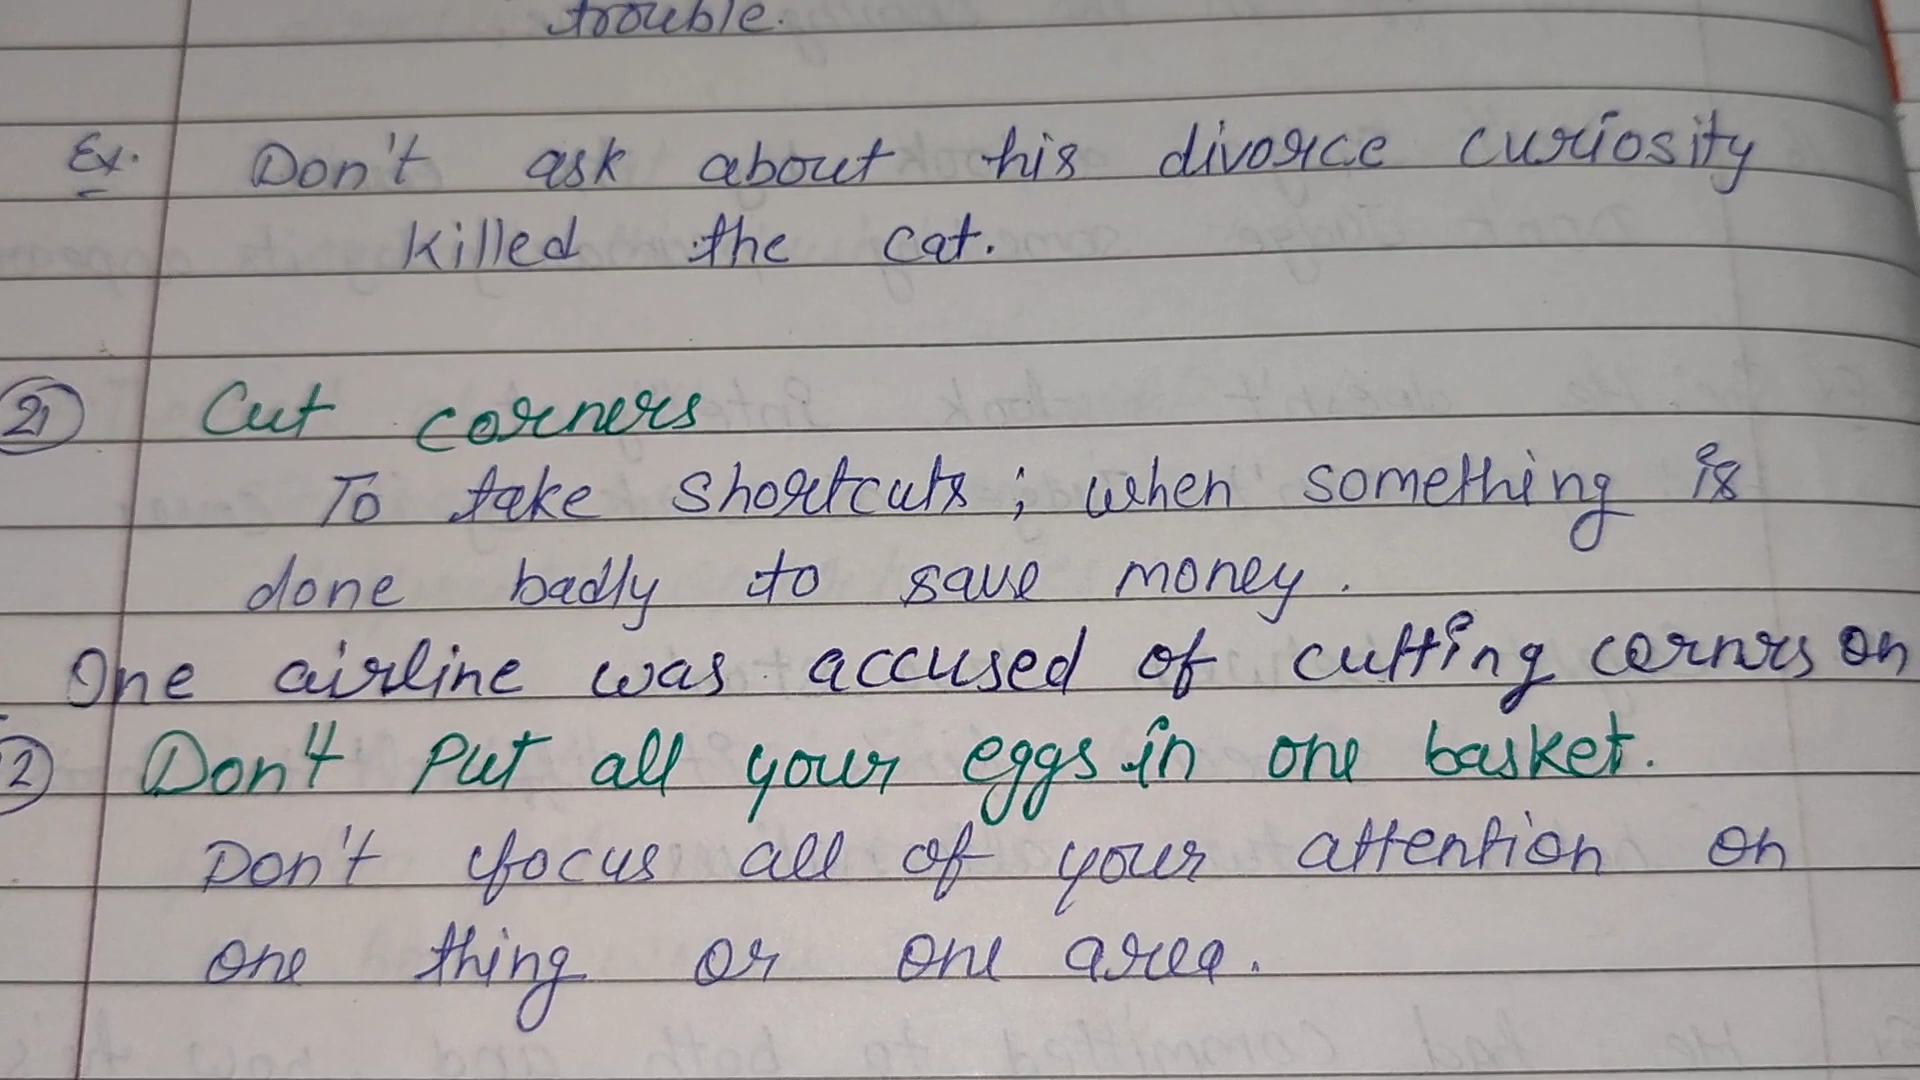 trouble.
Ex. Don't ask about his divorce curiosity
killed the cat.
21 Cut corners
To take shortcuts ; when something is
done badly to save money.
One airline was accused of cutting corners on
2 Don't Put all your eggs in one basket.
Don't focus all of your attention on
one thing or one area.